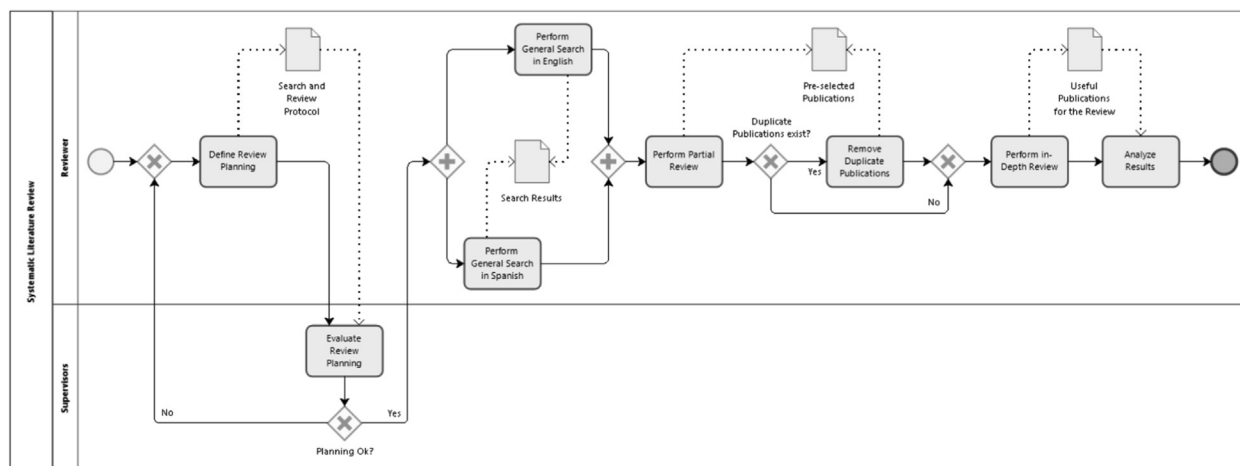 Systematic Literature Review
Reviewer
Supervisors
Search and
Review
Protocol
Define Review
Planning
Evaluate
Review
Planning
No
Yes
Planning Ok?
Perform
General Search
in English
Search Results
Perform
General Search
in Spanish
Perform Partial
Review
Pre-selected
Publications
Duplicate
Publications exist?
Yes
Remove
Duplicate
Publications
No
Perform in-
Depth Review
Useful
Publications
for the Review
Analyze
Results